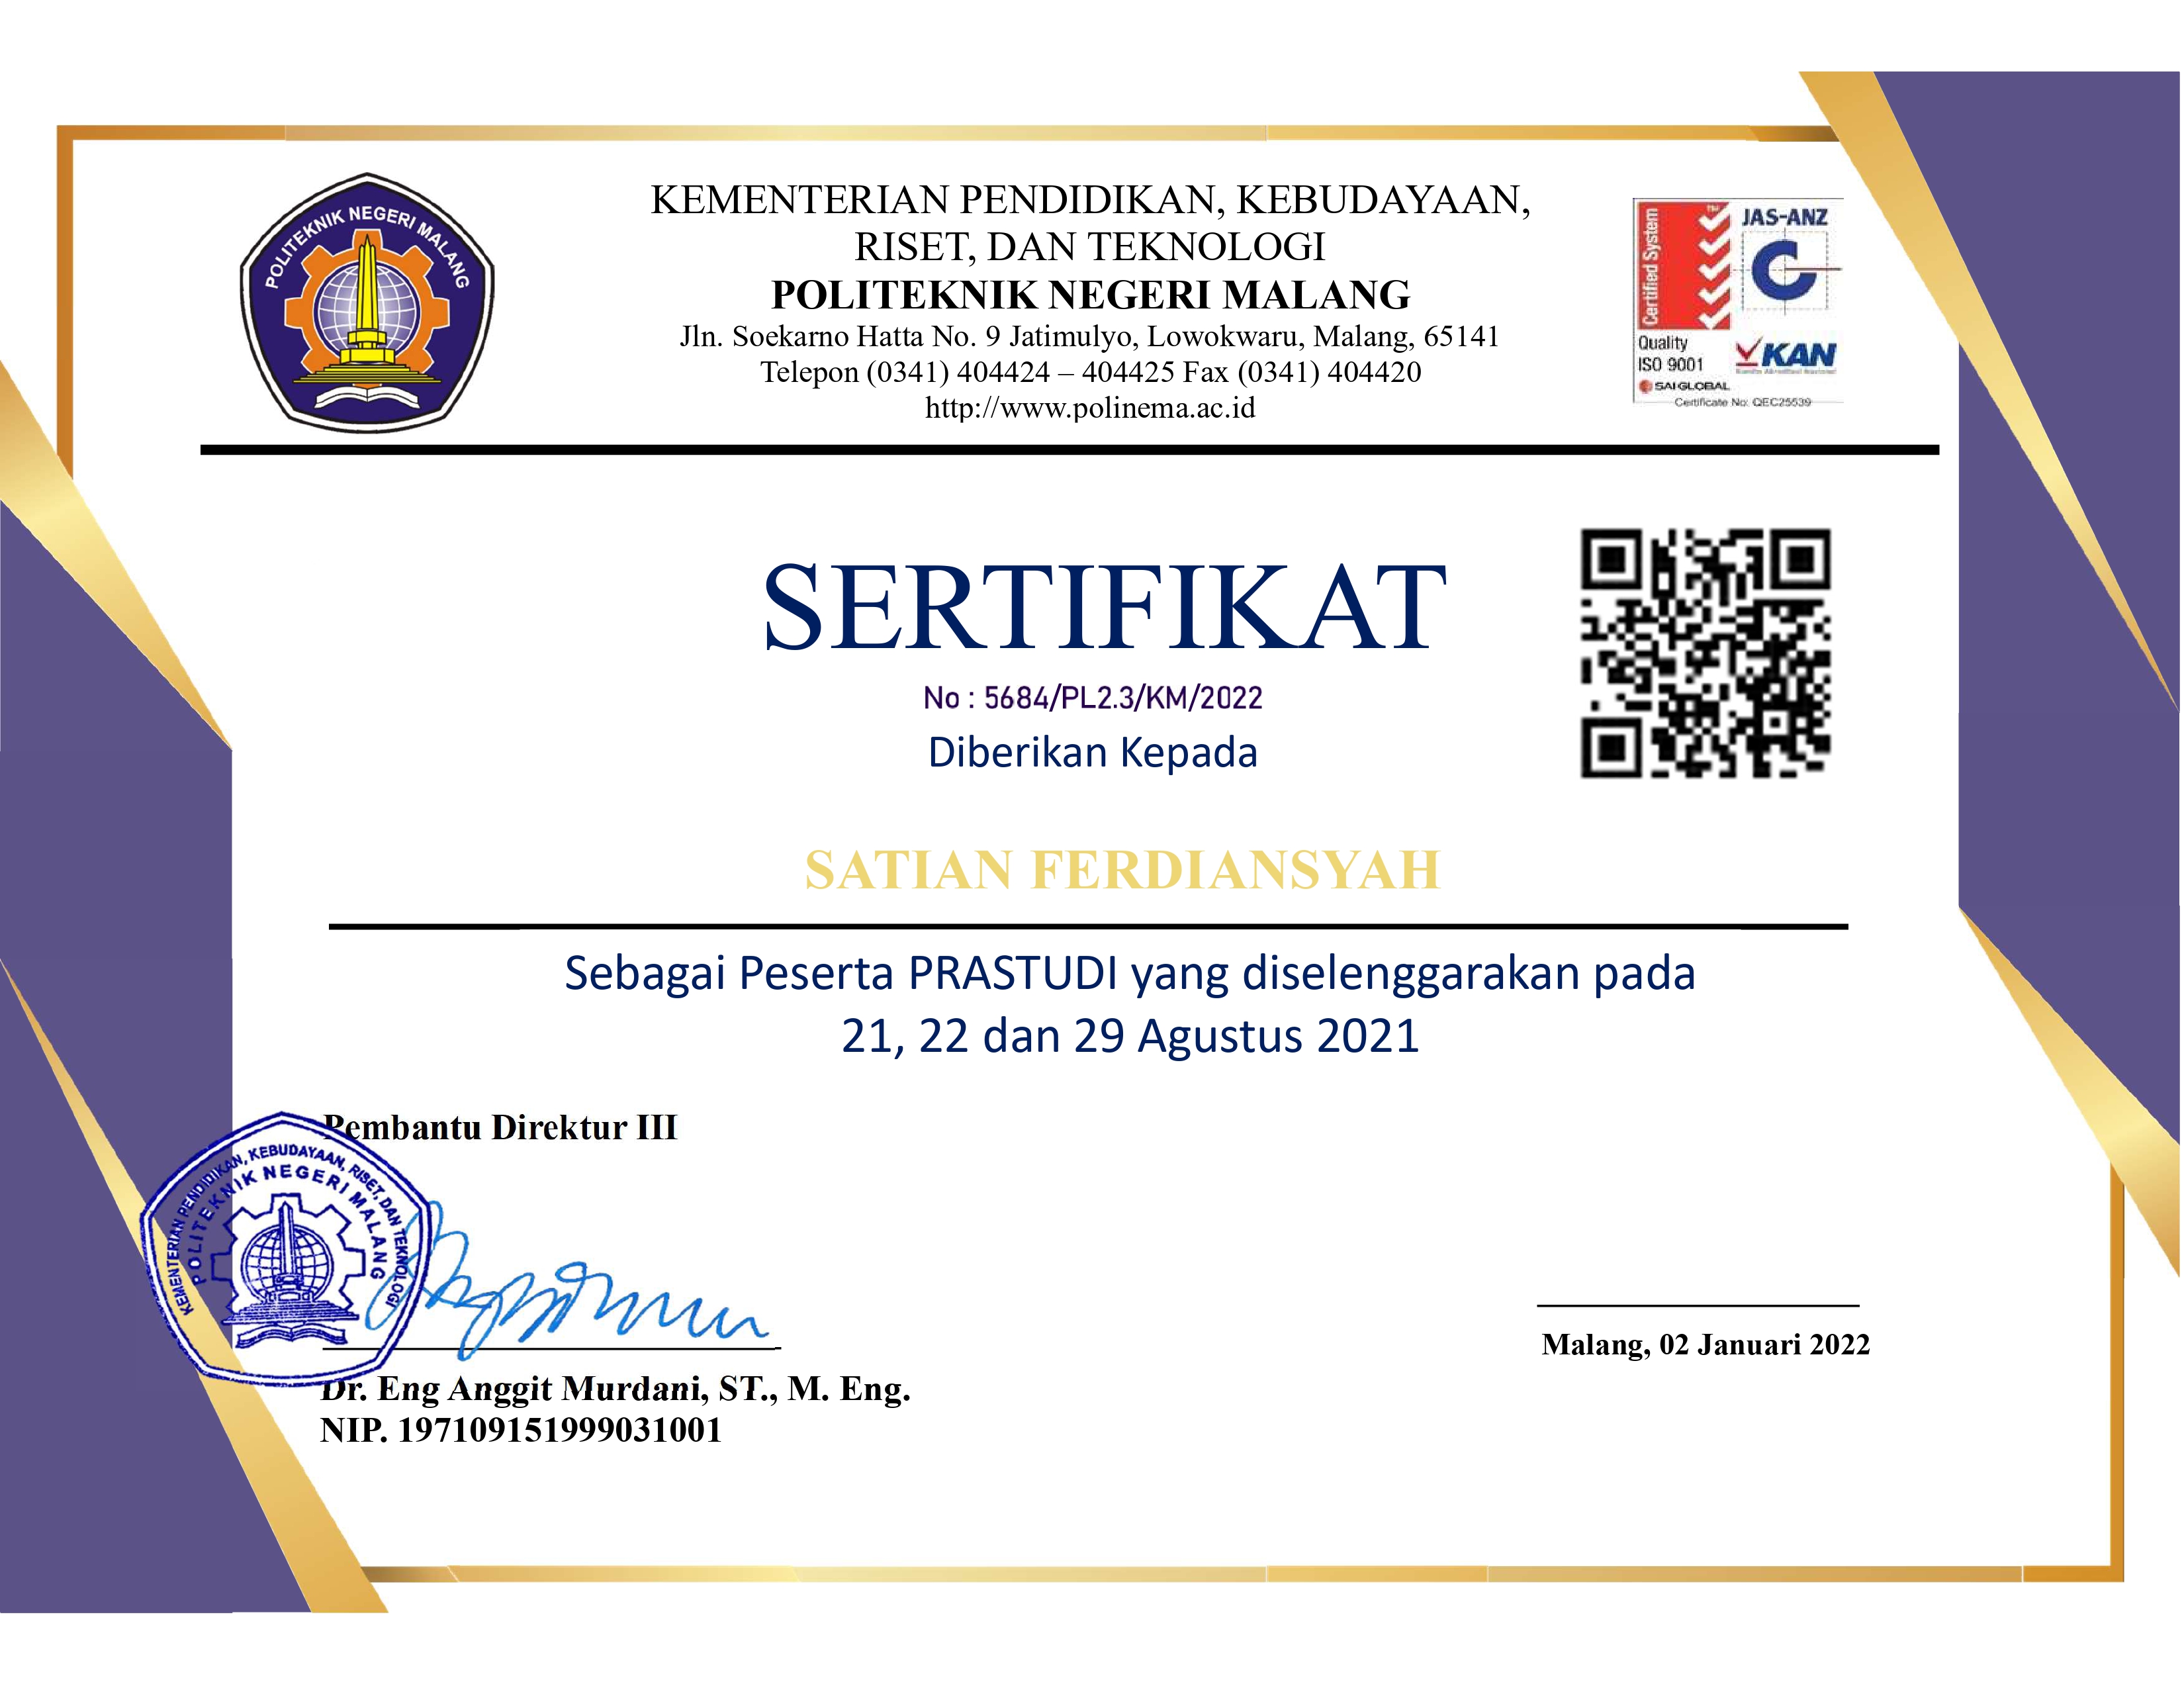 POLITEKNIK NEGERI MALANG
KEMENTERIAN PENDIDIKAN, KEBUDAYAAN,
RISET, DAN TEKNOLOGI
POLITEKNIK NEGERI MALANG
Jln. Soekarno Hatta No. 9 Jatimulyo, Lowokwaru, Malang, 65141
Telepon (0341) 404424 – 404425 Fax (0341) 404420
http://www.polinema.ac.id
Certified System
TM
JAS-ANZ
Quality
ISO 9001
KAN
Komite Akreditasi Nasional
SAI GLOBAL
Certificate No: QEC25539
SERTIFIKAT
No : 5684/PL2.3/KM/2022
Diberikan Kepada
SATIAN FERDIANSYAH
Sebagai Peserta PRASTUDI yang diselenggarakan pada
21, 22 dan 29 Agustus 2021
Pembantu Direktur III
KEMENTERIAN PENDIDIKAN, KEBUDAYAAN, RISET, DAN TEKNOLOGI
POLITEKNIK NEGERI MALANG
Dr. Eng Anggit Murdani, ST., M. Eng.
NIP. 197109151999031001
Malang, 02 Januari 2022